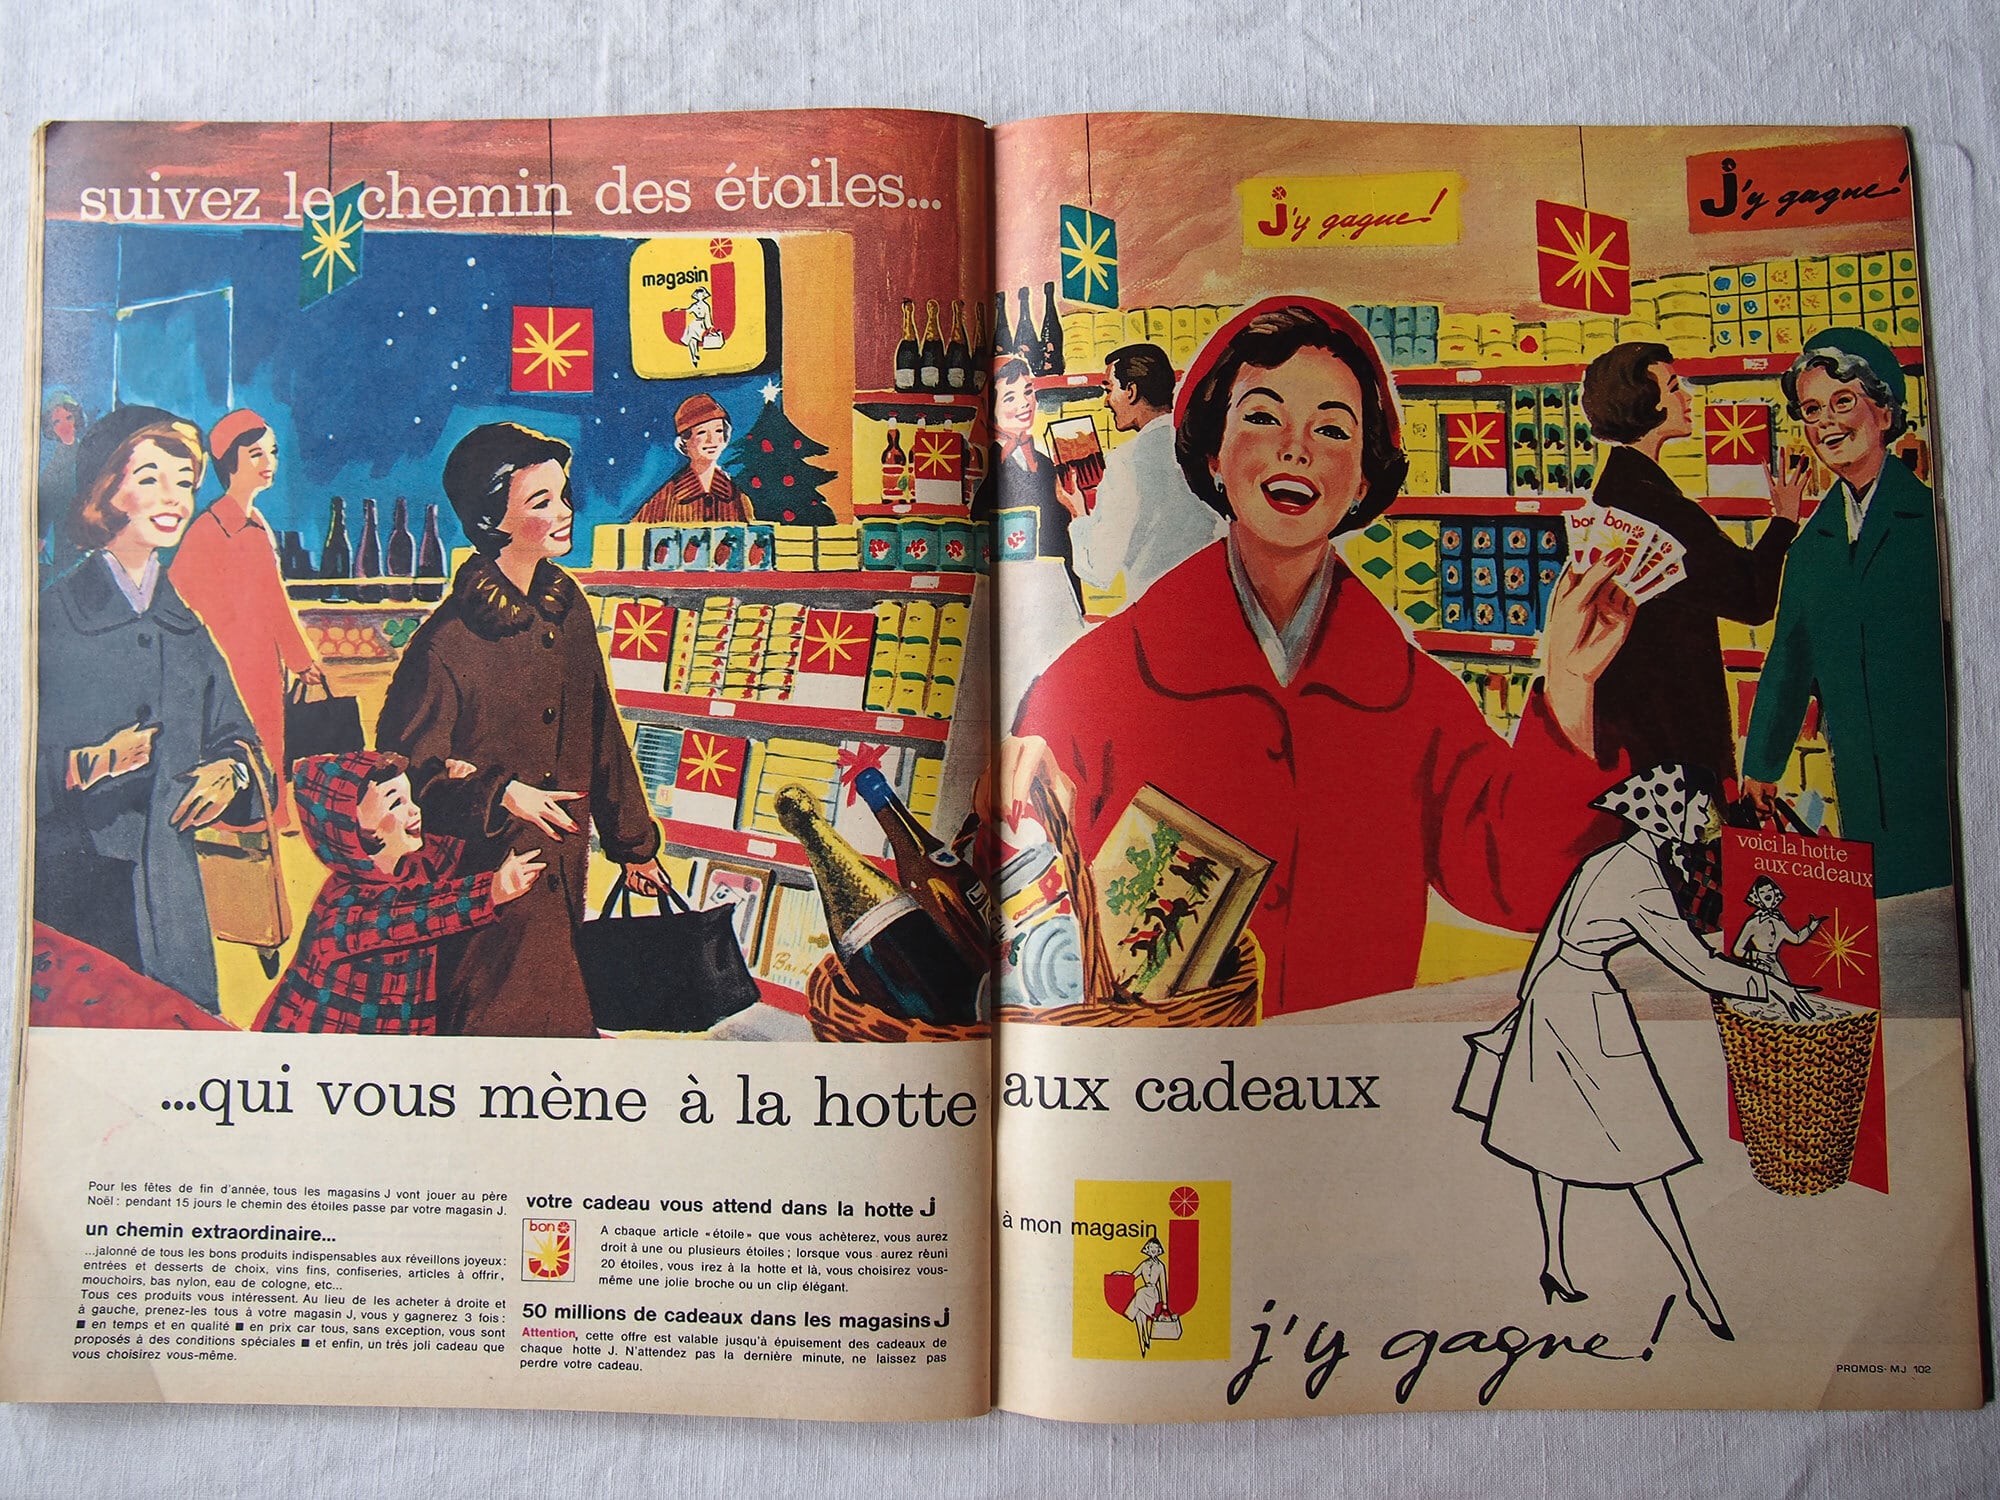 suivez le chemin des étoiles...
magasin
J
J'y gagne!
J'y gagne!
bon
bon
voici la hotte
aux cadeaux
...qui vous mène à la hotte aux cadeaux
Pour les fêtes de fin d'année, tous les magasins J vont jouer au père
Noël : pendant 15 jours le chemin des étoiles passe par votre magasin J.
un chemin extraordinaire...
...jalonné de tous les bons produits indispensables aux réveillons joyeux:
entrées et desserts de choix, vins fins, confiseries, articles à offrir,
mouchoirs, bas nylon, eau de cologne, etc...
Tous ces produits vous intéressent. Au lieu de les acheter à droite et
à gauche, prenez-les tous à votre magasin J, vous y gagnerez 3 fois :
■ en temps et en qualité ■ en prix car tous, sans exception, vous sont
proposés à des conditions spéciales ■ et enfin, un très joli cadeau que
vous choisirez vous-même.
votre cadeau vous attend dans la hotte J
bon
J
A chaque article «étoile» que vous achèterez, vous aurez
droit à une ou plusieurs étoiles ; lorsque vous aurez réuni
20 étoiles, vous irez à la hotte et là, vous choisirez vous-
même une jolie broche ou un clip élégant.
50 millions de cadeaux dans les magasins J
Attention, cette offre est valable jusqu'à épuisement des cadeaux de
chaque hotte J. N'attendez pas la dernière minute, ne laissez pas
perdre votre cadeau.
à mon magasin
J
j'y gagne !
PROMOS- MJ 102